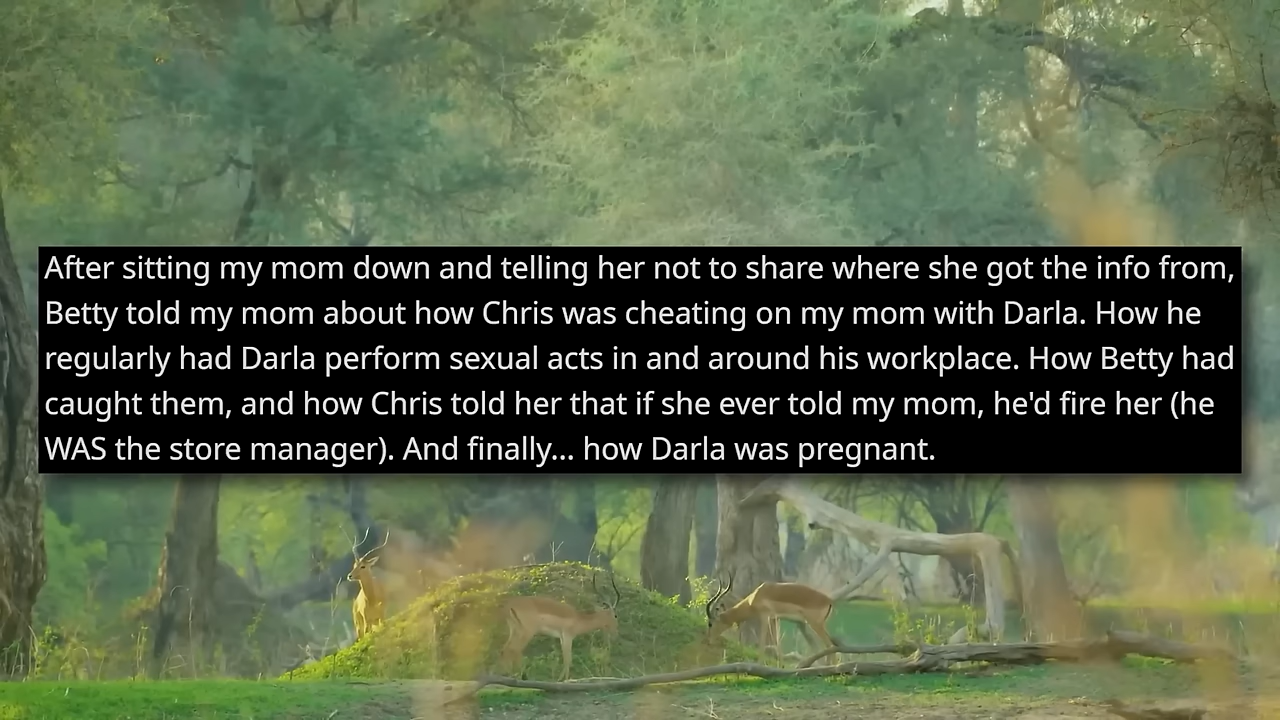 After sitting my mom down and telling her not to share where she got the info from,
Betty told my mom about how Chris was cheating on my mom with Darla. How he
regularly had Darla perform sexual acts in and around his workplace. How Betty had
caught them, and how Chris told her that if she ever told my mom, he'd fire her (he
WAS the store manager). And finally... how Darla was pregnant.